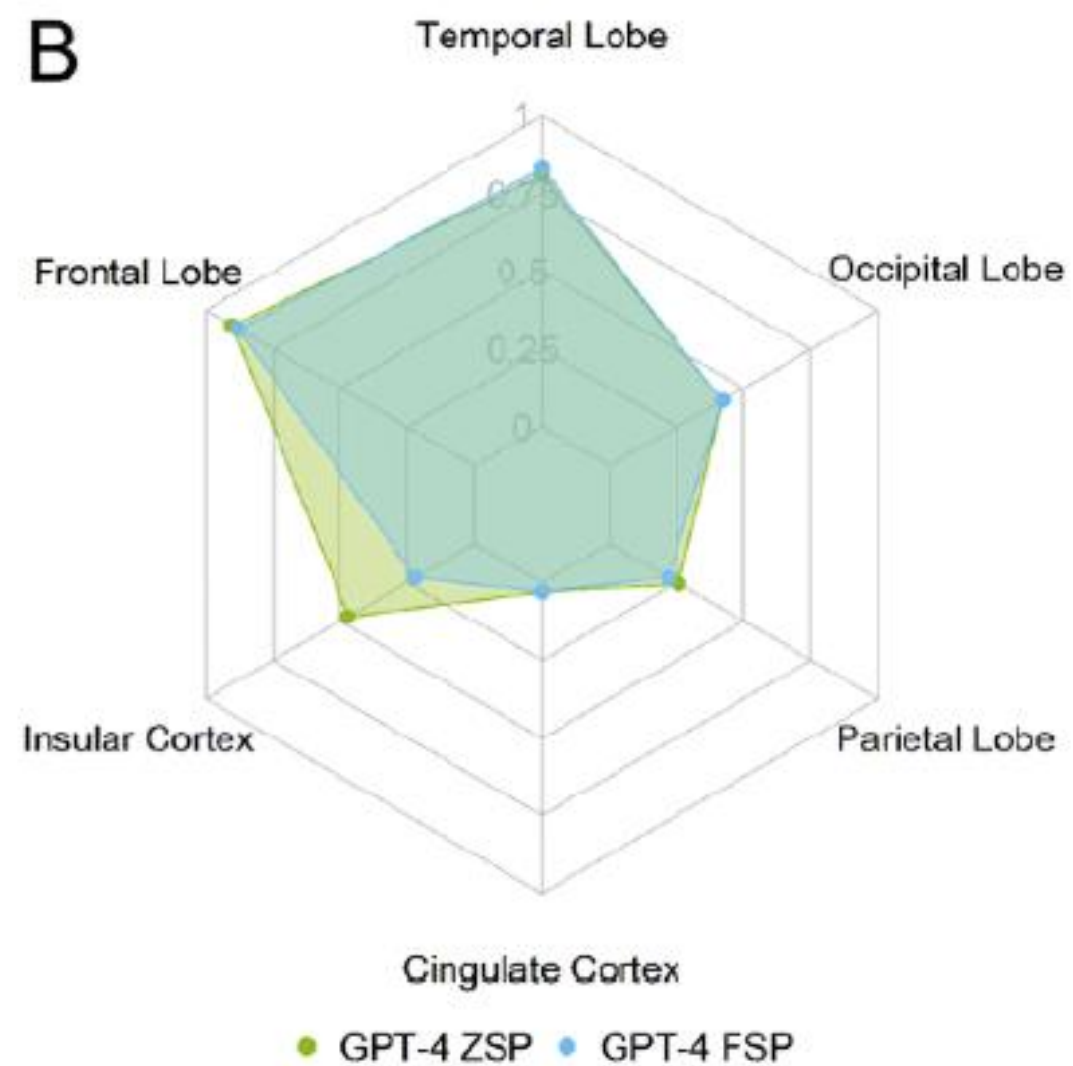 B
Temporal Lobe
1
0.75
Frontal Lobe
0.5
Occipital Lobe
0.25
0
Insular Cortex
Parietal Lobe
Cingulate Cortex
GPT-4 ZSP GPT-4 FSP